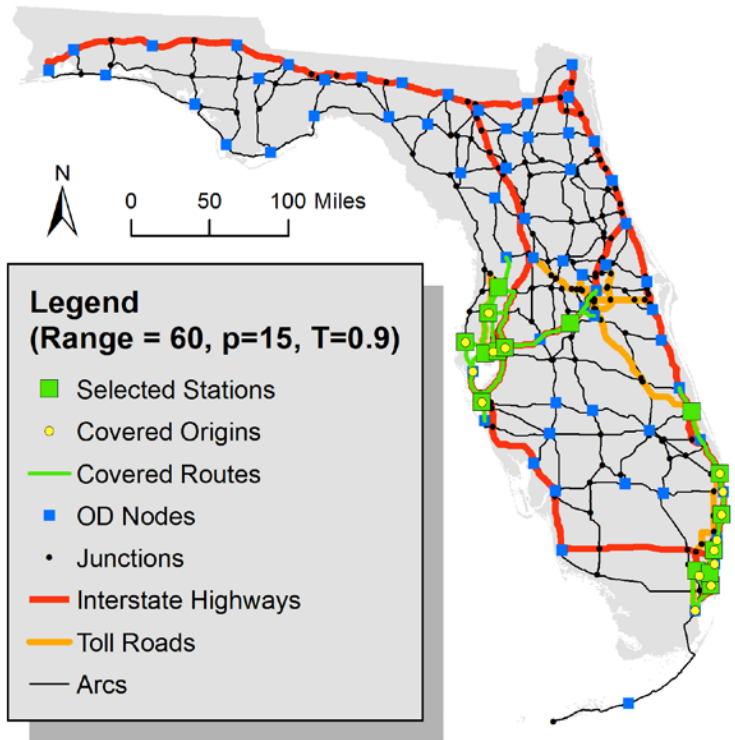 N
0 50 100 Miles
Legend
(Range = 60, p=15, T=0.9)
Selected Stations
Covered Origins
Covered Routes
OD Nodes
Junctions
Interstate Highways
Toll Roads
Arcs